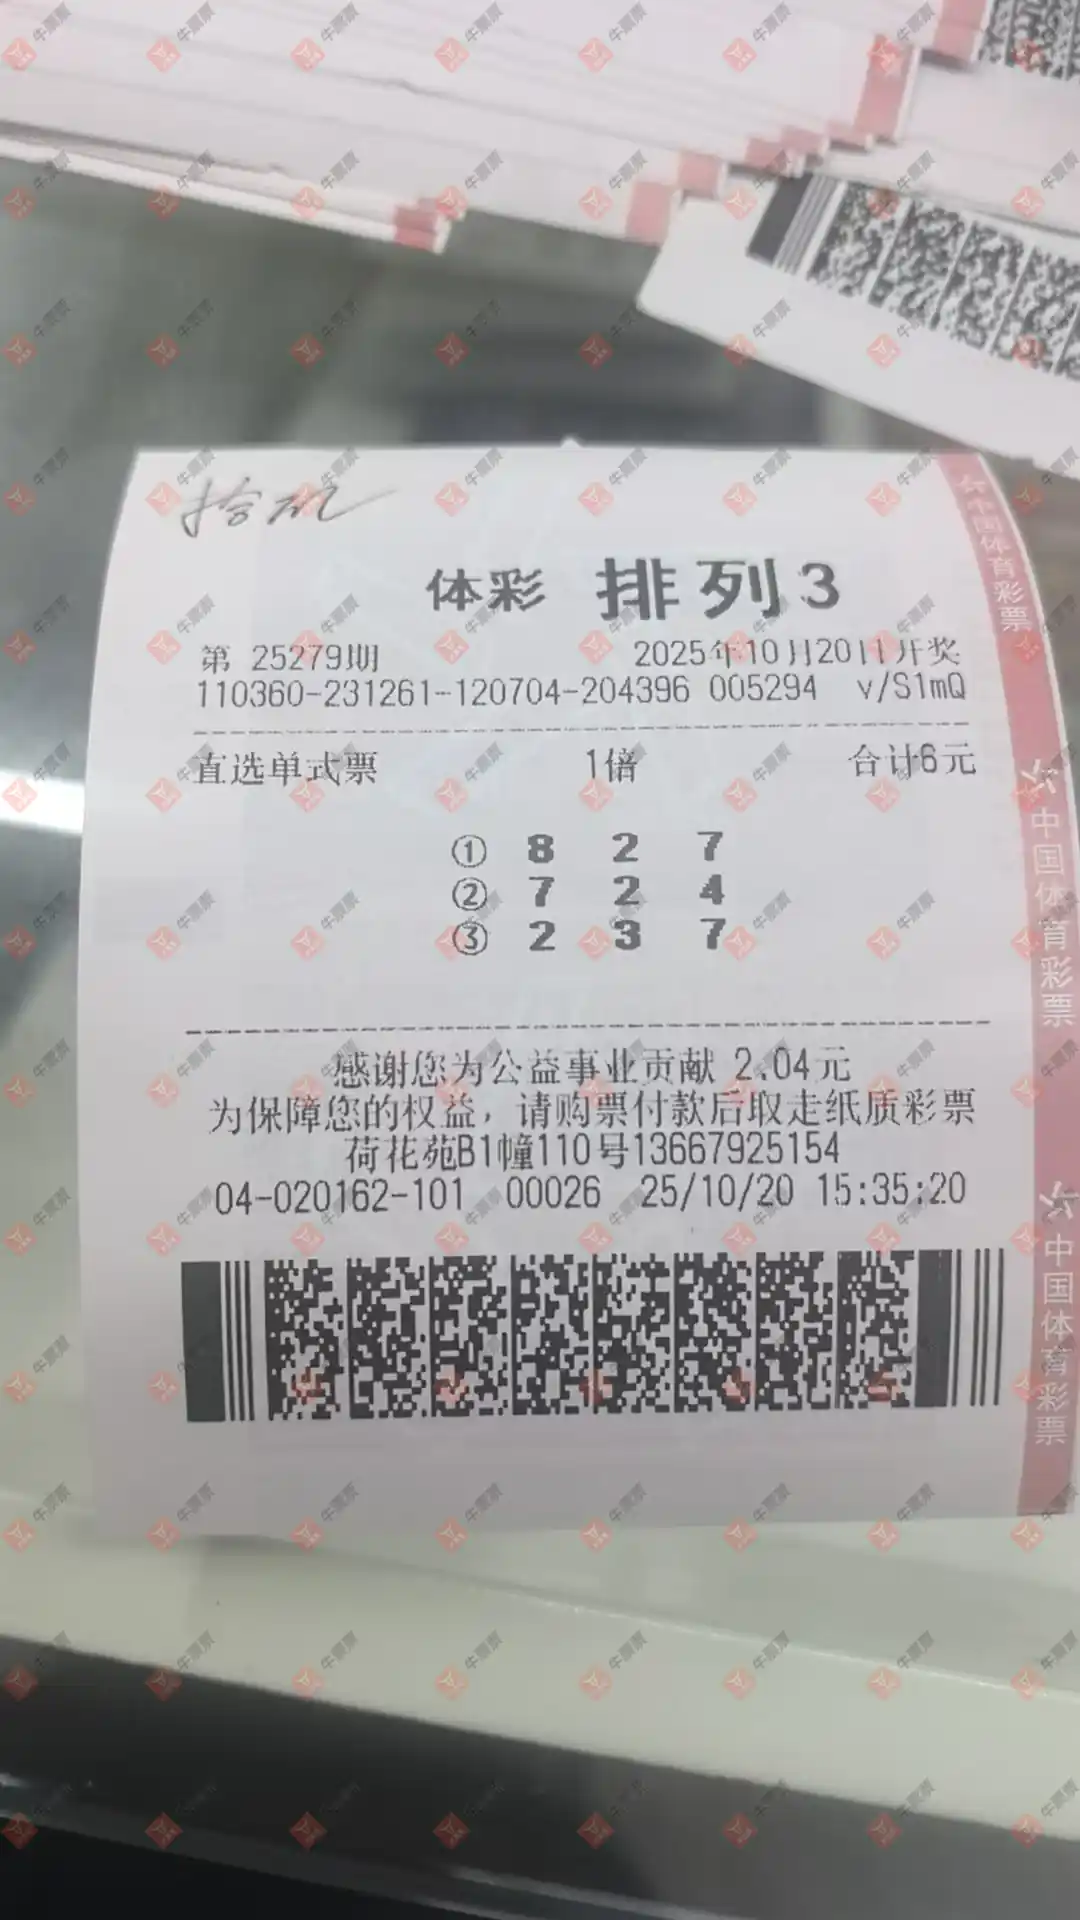 体彩 排列3
第 25279期 2025年10月20日开奖
110360-231261-120704-204396 005294 v/S1mQ
直选单式票 1倍 合计6元
① 8 2 7
② 7 2 4
③ 2 3 7
感谢您为公益事业贡献 2.04元
为保障您的权益，请购票付款后取走纸质彩票
荷花苑B1幢110号13667925154
04-020162-101 00026 25/10/20 15:35:20
中国体育彩票
中国体育彩票
中国体育彩票
牛票票